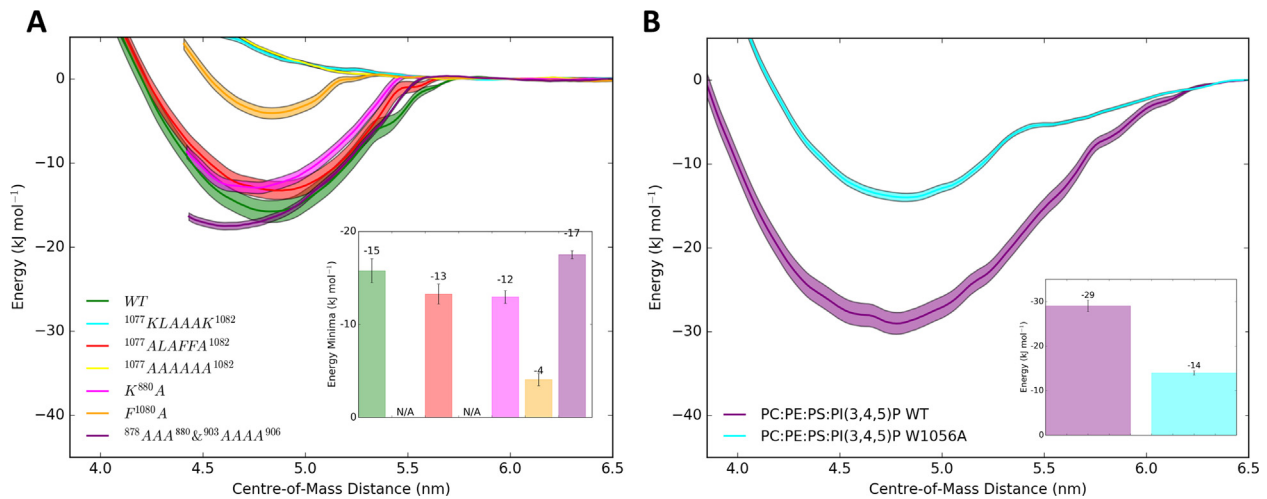 A
Energy (kJ mol⁻¹)
0
−10
−20
−30
−40
4.0 4.5 5.0 5.5 6.0 6.5
Centre-of-Mass Distance (nm)
WT
¹⁰⁷⁷KLAAAK¹⁰⁸²
¹⁰⁷⁷ALAFFA¹⁰⁸²
¹⁰⁷⁷AAAAAA¹⁰⁸²
K⁸⁸⁰A
F¹⁰⁸⁰A
⁸⁷⁸AAA⁸⁸⁰&⁹⁰³AAAA⁹⁰⁶
Energy Minima (kJ mol⁻¹)
-20
-10
0
-15
N/A
-13
N/A
-12
-4
-17
B
Energy (kJ mol⁻¹)
0
−10
−20
−30
−40
4.0 4.5 5.0 5.5 6.0 6.5
Centre-of-Mass Distance (nm)
PC:PE:PS:PI(3,4,5)P WT
PC:PE:PS:PI(3,4,5)P W1056A
Energy (kJ mol⁻¹)
-30
-20
-10
0
-29
-14